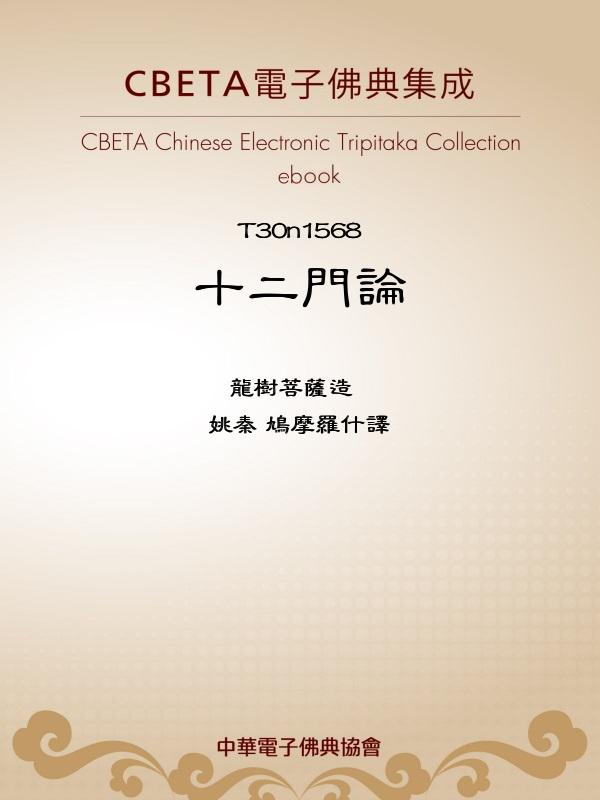 CBETA電子佛典集成
CBETA Chinese Electronic Tripitaka Collection
ebook
T30n1568
十二門論
龍樹菩薩造
姚秦 鳩摩羅什譯
中華電子佛典協會